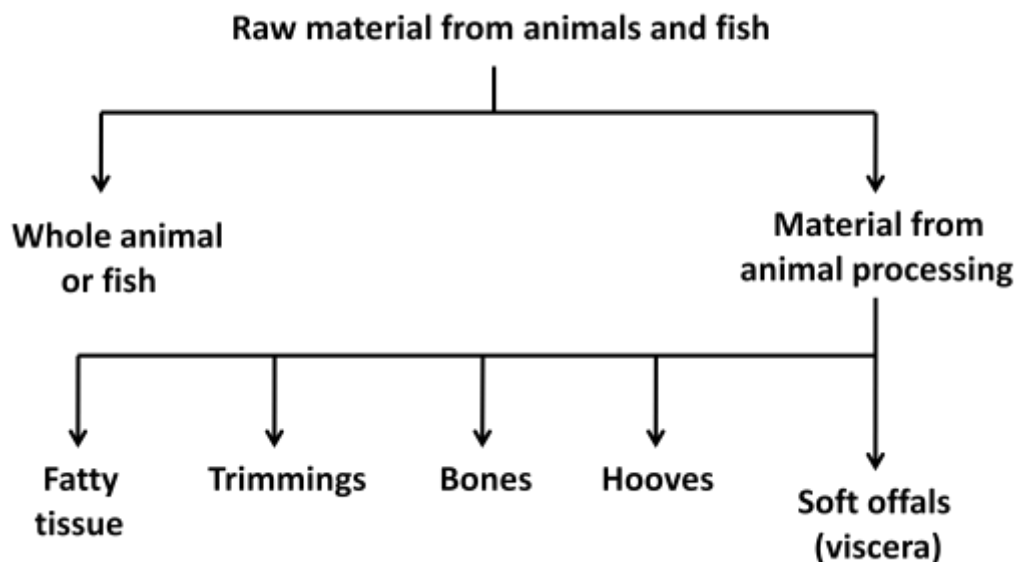 Raw material from animals and fish
Whole animal
or fish
Material from
animal processing
Fatty
tissue
Trimmings
Bones
Hooves
Soft offals
(viscera)